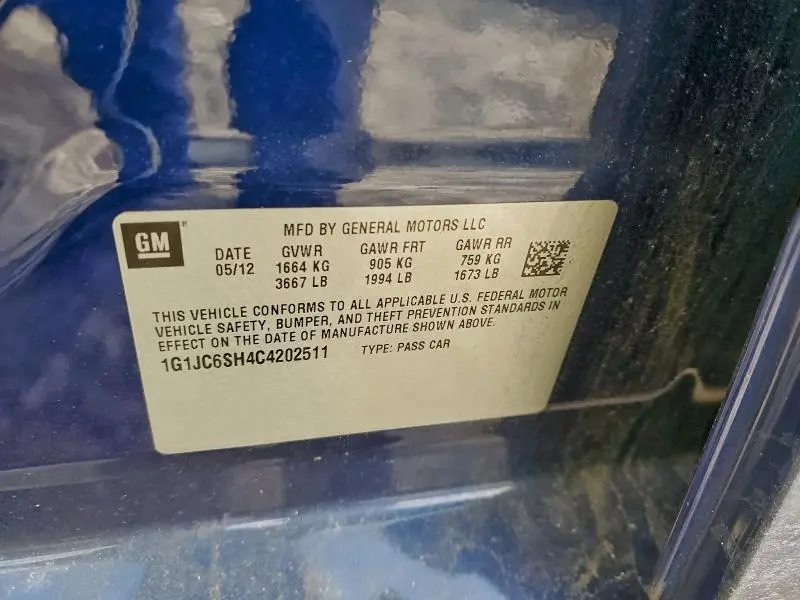 GM
MFD BY GENERAL MOTORS LLC
DATE GVWR GAWR FRT GAWR RR
05/12 1664 KG 905 KG 759 KG
3667 LB 1994 LB 1673 LB
THIS VEHICLE CONFORMS TO ALL APPLICABLE U.S. FEDERAL MOTOR
VEHICLE SAFETY, BUMPER, AND THEFT PREVENTION STANDARDS IN
EFFECT ON THE DATE OF MANUFACTURE SHOWN ABOVE.
1G1JC6SH4C4202511 TYPE: PASS CAR